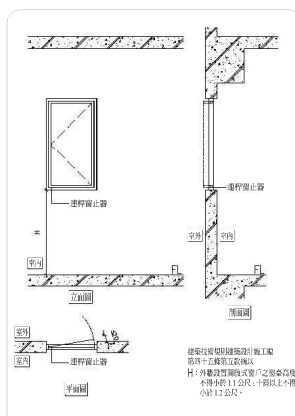 連桿窗止器
連桿窗止器
H
室內
FL
立面圖
室外
室內
FL
剖面圖
室外
室內
連桿窗止器
平面圖
建築技術規則建築設計施工編
第四十五條第五款摘以
H：外牆設置開啟式窗戶之窗臺高度
不得小於1.1公尺；十層以上不得
小於1.2公尺。